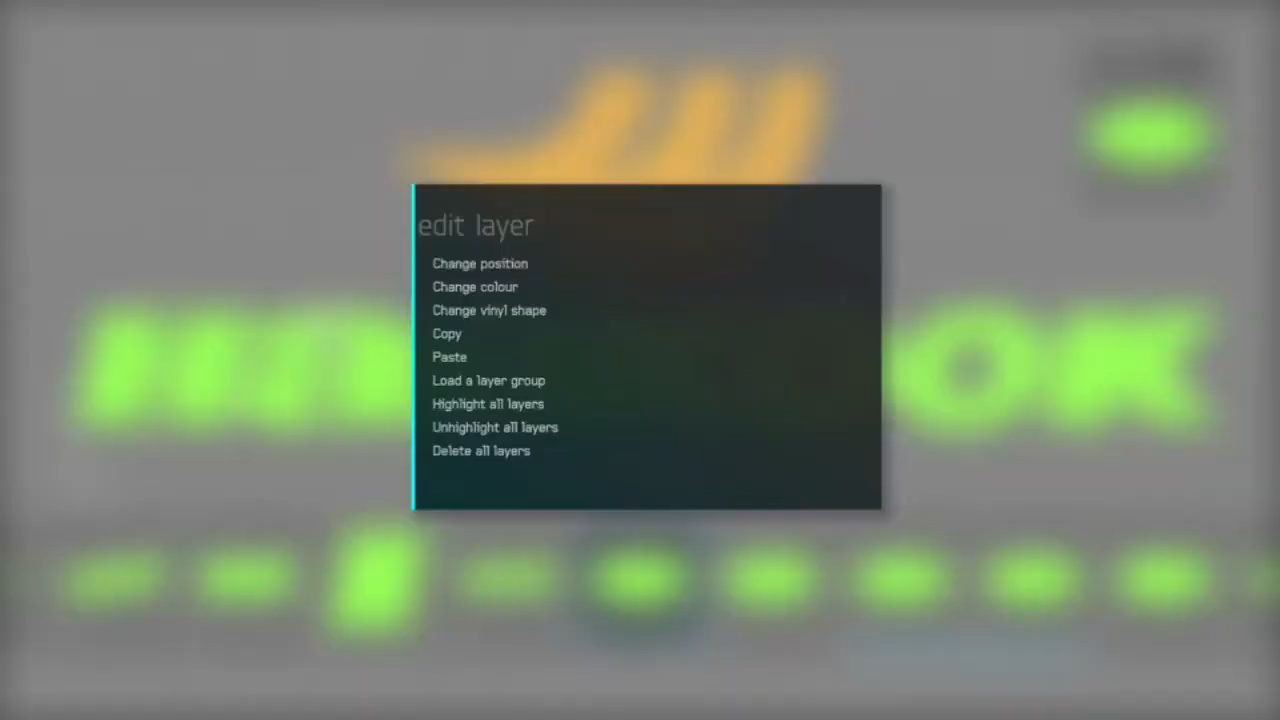 edit layer
Change position
Change colour
Change vinyl shape
Copy
Paste
Load a layer group
Highlight all layers
Unhighlight all layers
Delete all layers